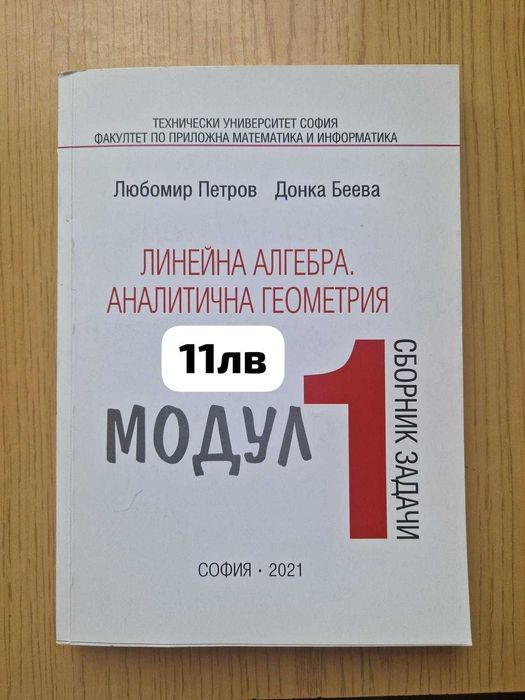 ТЕХНИЧЕСКИ УНИВЕРСИТЕТ СОФИЯ
ФАКУЛТЕТ ПО ПРИЛОЖНА МАТЕМАТИКА И ИНФОРМАТИКА
Любомир Петров Донка Беева
ЛИНЕЙНА АЛГЕБРА.
АНАЛИТИЧНА ГЕОМЕТРИЯ
11лв
МОДУЛ 1
СБОРНИК ЗАДАЧИ
СОФИЯ • 2021